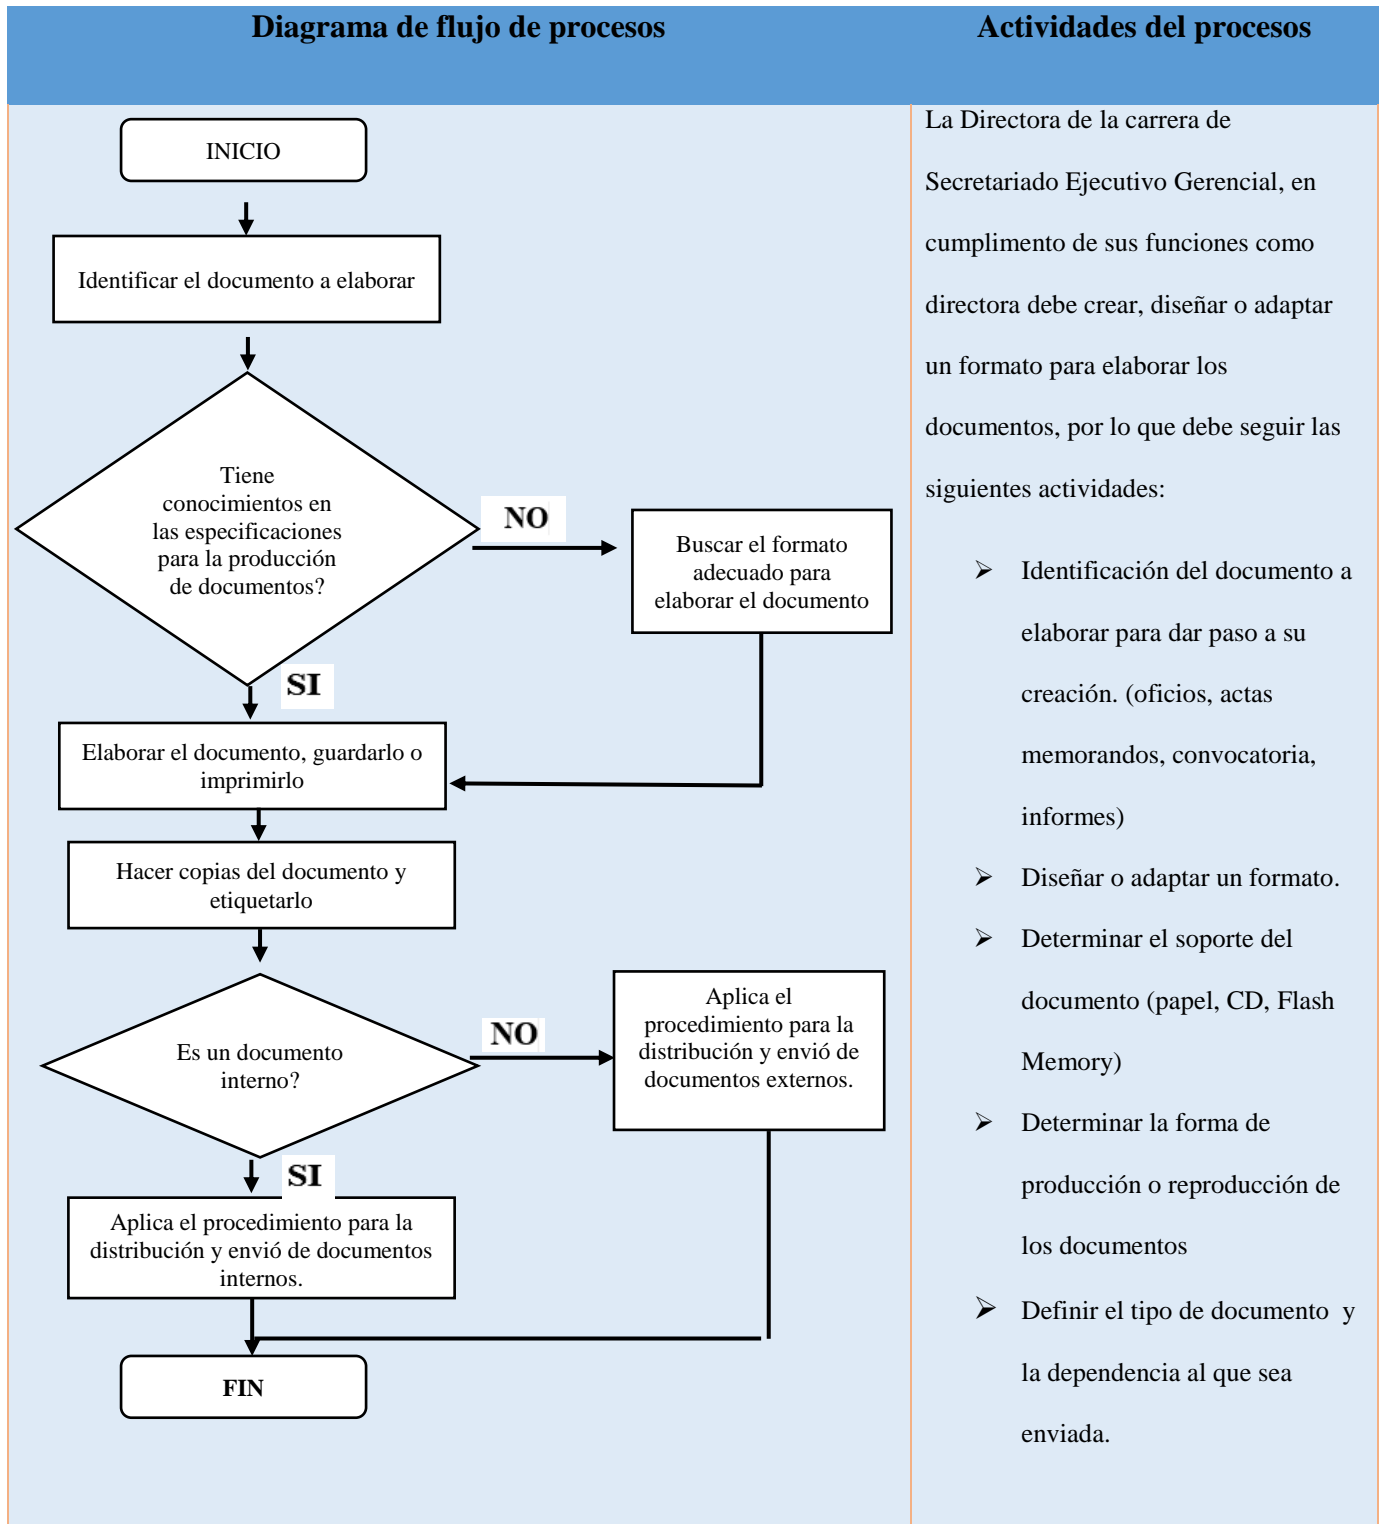 Diagrama de flujo de procesos
Actividades del procesos
INICIO
Identificar el documento a elaborar
Tiene
conocimientos en
las especificaciones
para la producción
de documentos?
NO
Buscar el formato
adecuado para
elaborar el documento
SI
Elaborar el documento, guardarlo o
imprimirlo
Hacer copias del documento y
etiquetarlo
Es un documento
interno?
NO
Aplica el
procedimiento para la
distribución y envió de
documentos externos.
SI
Aplica el procedimiento para la
distribución y envió de documentos
internos.
FIN
La Directora de la carrera de
Secretariado Ejecutivo Gerencial, en
cumplimento de sus funciones como
directora debe crear, diseñar o adaptar
un formato para elaborar los
documentos, por lo que debe seguir las
siguientes actividades:
➢ Identificación del documento a
elaborar para dar paso a su
creación. (oficios, actas
memorandos, convocatoria,
informes)
➢ Diseñar o adaptar un formato.
➢ Determinar el soporte del
documento (papel, CD, Flash
Memory)
➢ Determinar la forma de
producción o reproducción de
los documentos
➢ Definir el tipo de documento y
la dependencia al que sea
enviada.